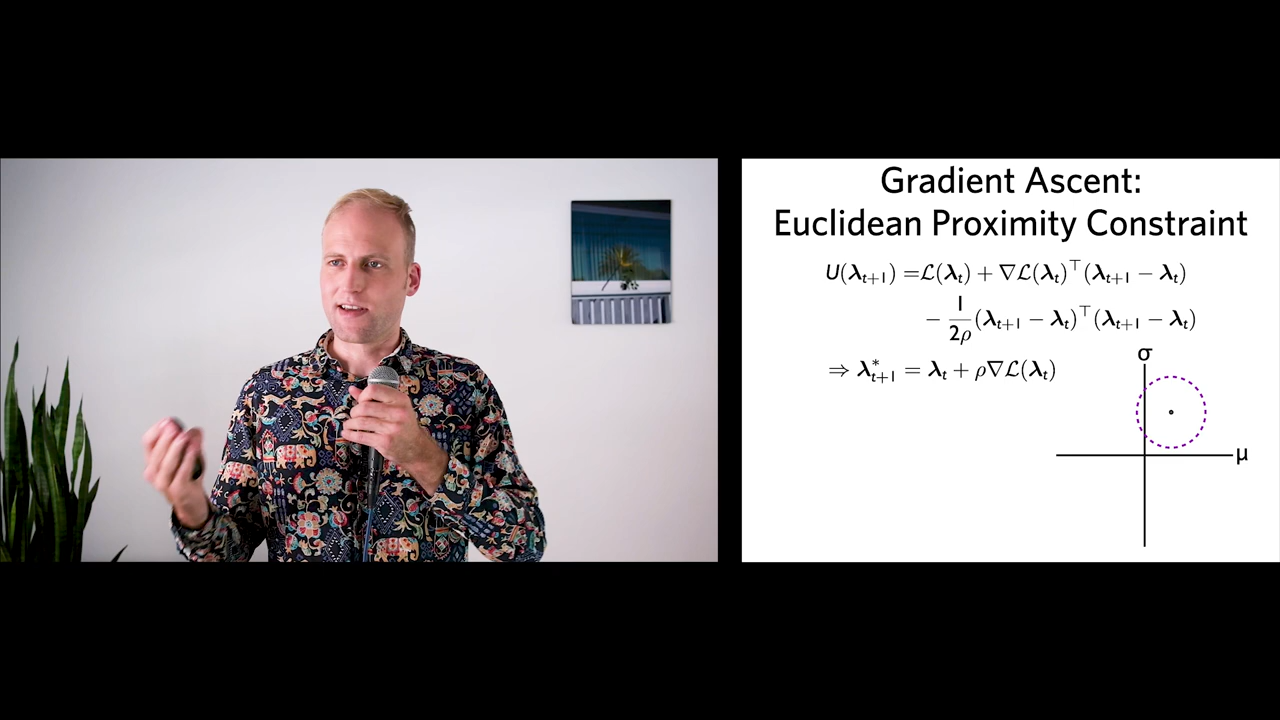 Gradient Ascent:
Euclidean Proximity Constraint
U(λ_{t+1}) =ℒ(λ_t) + ∇ℒ(λ_t)^⊤(λ_{t+1} − λ_t)
− 1/2ρ (λ_{t+1} − λ_t)^⊤(λ_{t+1} − λ_t)
⇒ λ*_{t+1} = λ_t + ρ∇ℒ(λ_t)
σ
μ